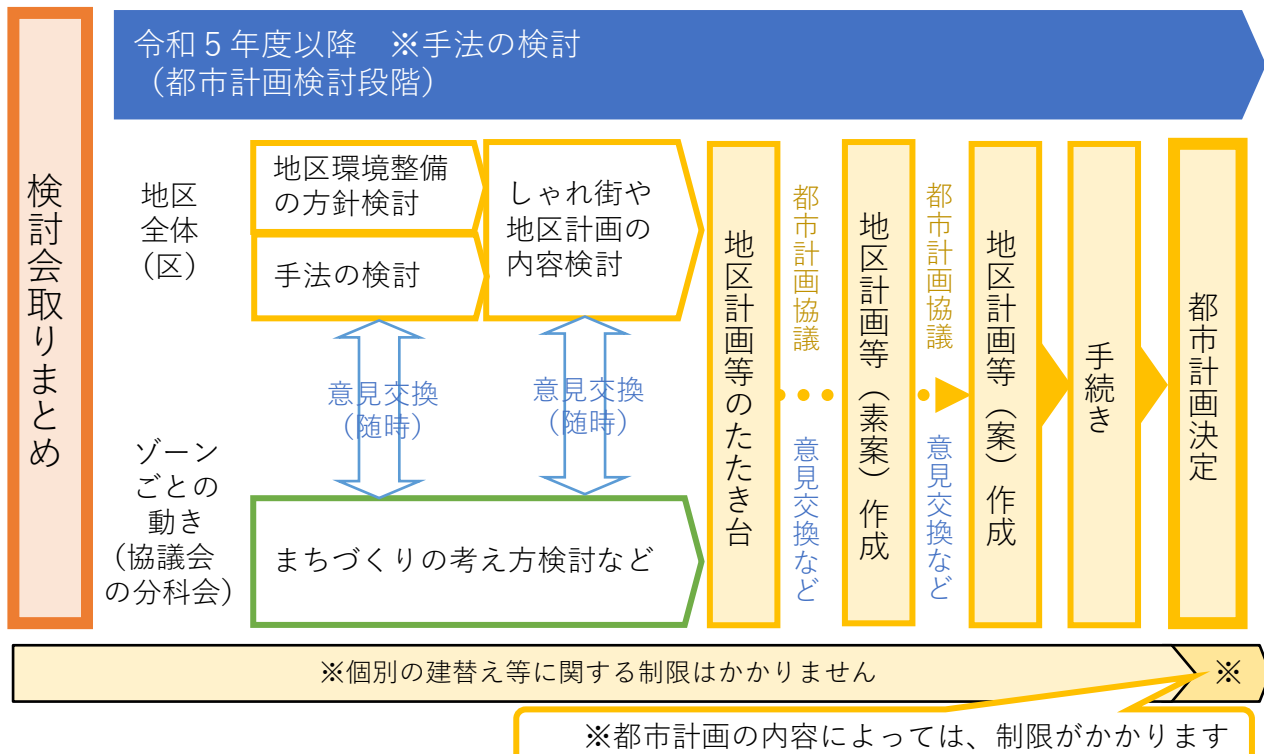 令和５年度以降　※手法の検討
（都市計画検討段階）
検討会取りまとめ
地区
全体
（区）
地区環境整備
の方針検討
手法の検討
しゃれ街や
地区計画の
内容検討
意見交換
（随時）
意見交換
（随時）
ゾーン
ごとの
動き
（協議会
の分科会）
まちづくりの考え方検討など
地区計画等のたたき台
都市計画協議
意見交換など
地区計画等（素案）作成
都市計画協議
意見交換など
地区計画等（案）作成
手続き
都市計画決定
※個別の建替え等に関する制限はかかりません
※
※都市計画の内容によっては、制限がかかります